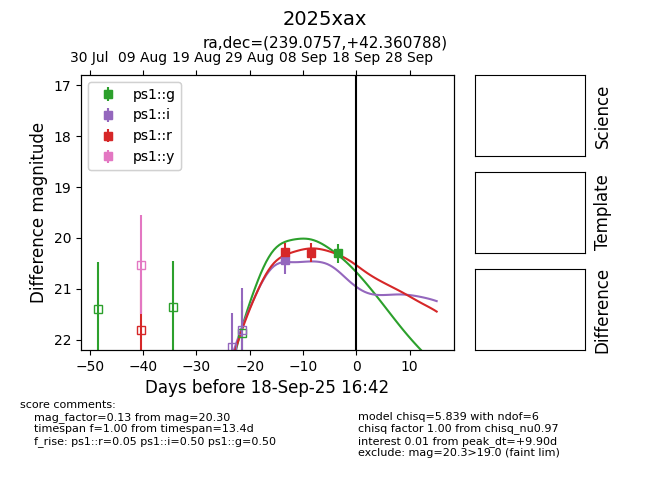 2025xax
ra,dec=(239.0757,+42.360788)
30 Jul 09 Aug 19 Aug 29 Aug 08 Sep 18 Sep 28 Sep
ps1::g
ps1::i
ps1::r
ps1::y
17
18
19
20
21
22
Difference magnitude
−50 −40 −30 −20 −10 0 10
Days before 18-Sep-25 16:42
Science
Template
Difference
score comments:
mag_factor=0.13 from mag=20.30
timespan f=1.00 from timespan=13.4d
f_rise: ps1::r=0.05 ps1::i=0.50 ps1::g=0.50
model chisq=5.839 with ndof=6
chisq factor 1.00 from chisq_nu0.97
interest 0.01 from peak_dt=+9.90d
exclude: mag=20.3>19.0 (faint lim)